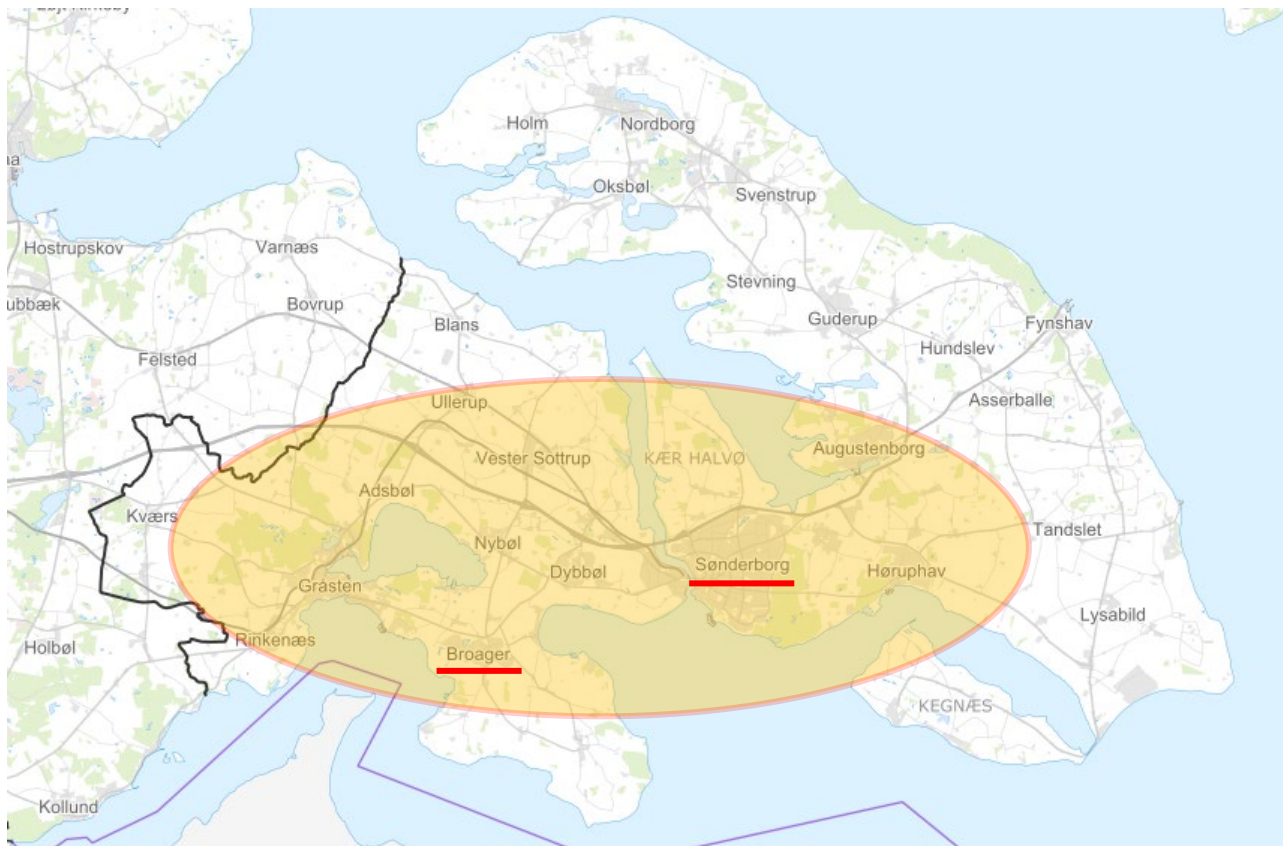 Holm
Nordborg
Oksbøl
Svenstrup
Hostrupskov
Varnæs
Stevning
ubbæk
Bovrup
Blans
Guderup
Fynshav
Felsted
Hundslev
Ullerup
Asserballe
Vester Sottrup
KÆR HALVØ
Augustenborg
Adsbøl
Kværs
Tandslet
Nybøl
Dybbøl
Sønderborg
Høruphav
Gråsten
Lysabild
Holbøl
Rinkenæs
Broager
KEGNÆS
Kollund